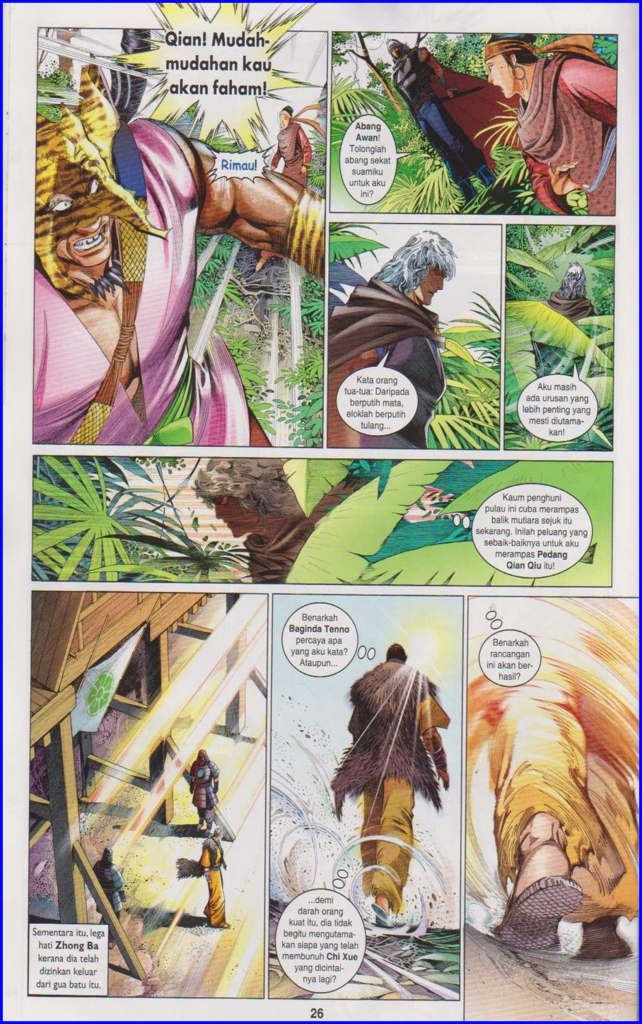 Qian! Mudah-
mudahan kau
akan faham!
Rimau!
Abang
Awan!
Tolonglah
abang sekat
suamiku
untuk aku
ini?
Kata orang
tua-tua: Daripada
berputih mata,
eloklah berputih
tulang...
Aku masih
ada urusan yang
lebih penting yang
mesti diutama-
kan!
Kaum penghuni
pulau ini cuba merampas
balik mutiara sejuk itu
sekarang. Inilah peluang yang
sebaik-baiknya untuk aku
merampas Pedang
Qian Qiu itu!
Sementara itu, lega
hati Zhong Ba
kerana dia telah
diizinkan keluar
dari gua batu itu.
Benarkah
Baginda Tenno
percaya apa
yang aku kata?
Ataupun...
...demi
darah orang
kuat itu, dia tidak
begitu mengutama-
kan siapa yang telah
membunuh Chi Xue
yang dicintai-
nya lagi?
Benarkah
rancangan
ini akan ber-
hasil?
26